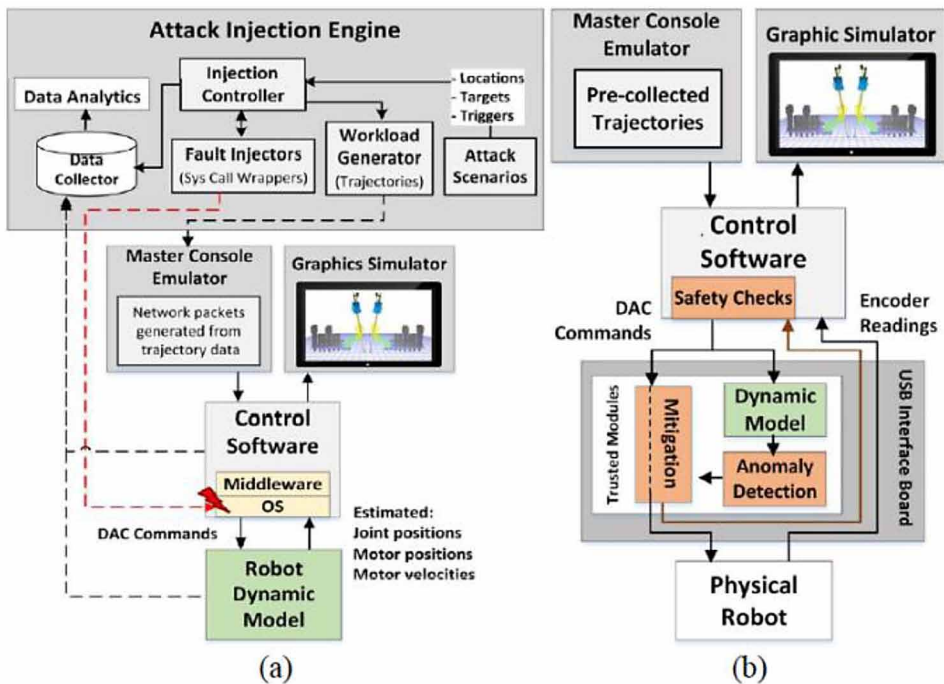 Attack Injection Engine
Data Analytics
Injection
Controller
- Locations
- Targets
- Triggers
Data
Collector
Fault Injectors
(Sys Call Wrappers)
Workload
Generator
(Trajectories)
Attack
Scenarios
Master Console
Emulator
Network packets
generated from
trajectory data
Graphics Simulator
Control
Software
Middleware
OS
DAC Commands
Estimated:
Joint positions
Motor positions
Motor velocities
Robot
Dynamic
Model
(a)
Master Console
Emulator
Pre-collected
Trajectories
Graphic Simulator
Control
Software
Safety Checks
DAC
Commands
Encoder
Readings
USB Interface Board
Trusted Modules
Mitigation
Dynamic
Model
Anomaly
Detection
Physical
Robot
(b)